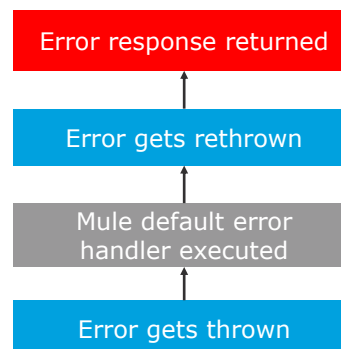 Error response returned
Error gets rethrown
Mule default error
handler executed
Error gets thrown